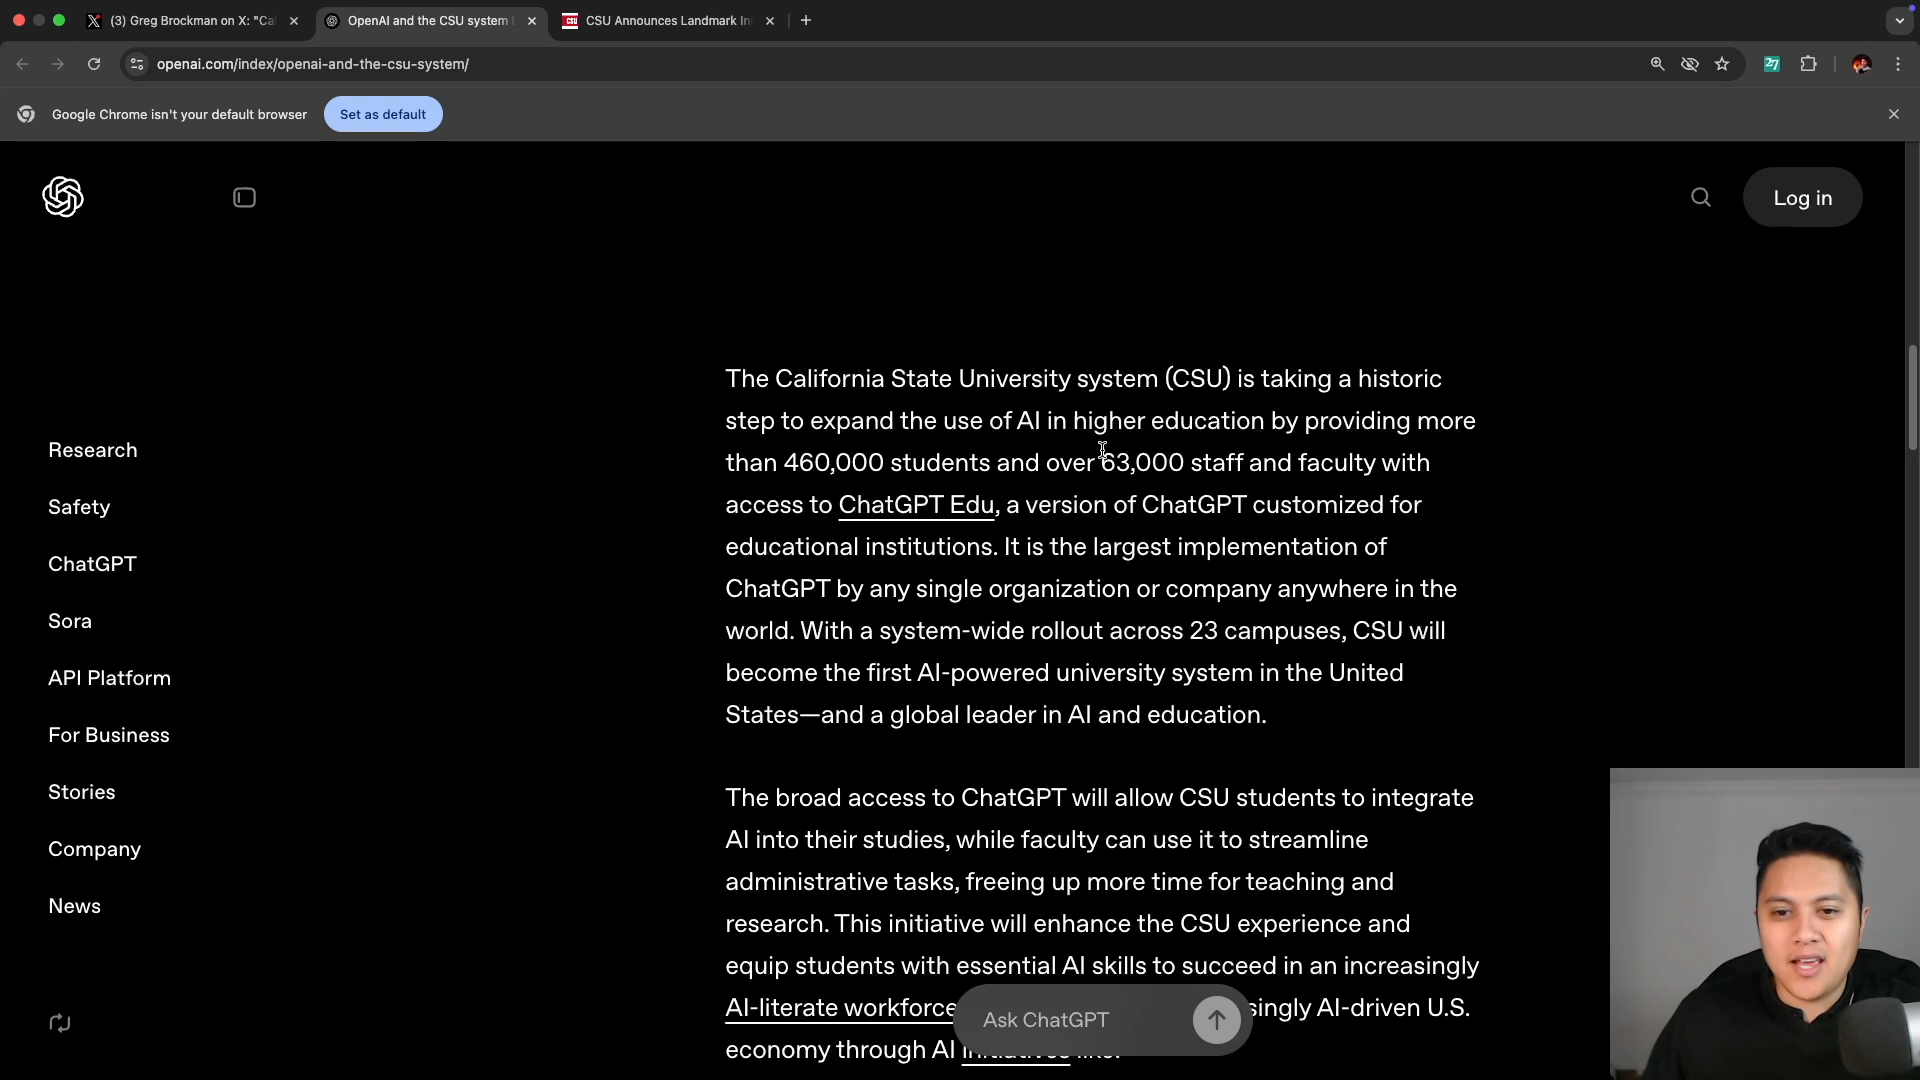 (3) Greg Brockman on X: "Ca
OpenAI and the CSU system
CSU
CSU Announces Landmark In
openai.com/index/openai-and-the-csu-system/
27
Google Chrome isn't your default browser
Set as default
Log in
Research
Safety
ChatGPT
Sora
API Platform
For Business
Stories
Company
News
The California State University system (CSU) is taking a historic
step to expand the use of AI in higher education by providing more
than 460,000 students and over 63,000 staff and faculty with
access to ChatGPT Edu, a version of ChatGPT customized for
educational institutions. It is the largest implementation of
ChatGPT by any single organization or company anywhere in the
world. With a system-wide rollout across 23 campuses, CSU will
become the first AI-powered university system in the United
States—and a global leader in AI and education.
The broad access to ChatGPT will allow CSU students to integrate
AI into their studies, while faculty can use it to streamline
administrative tasks, freeing up more time for teaching and
research. This initiative will enhance the CSU experience and
equip students with essential AI skills to succeed in an increasingly
AI-literate workforce singly AI-driven U.S.
economy through AI initiatives like:
Ask ChatGPT